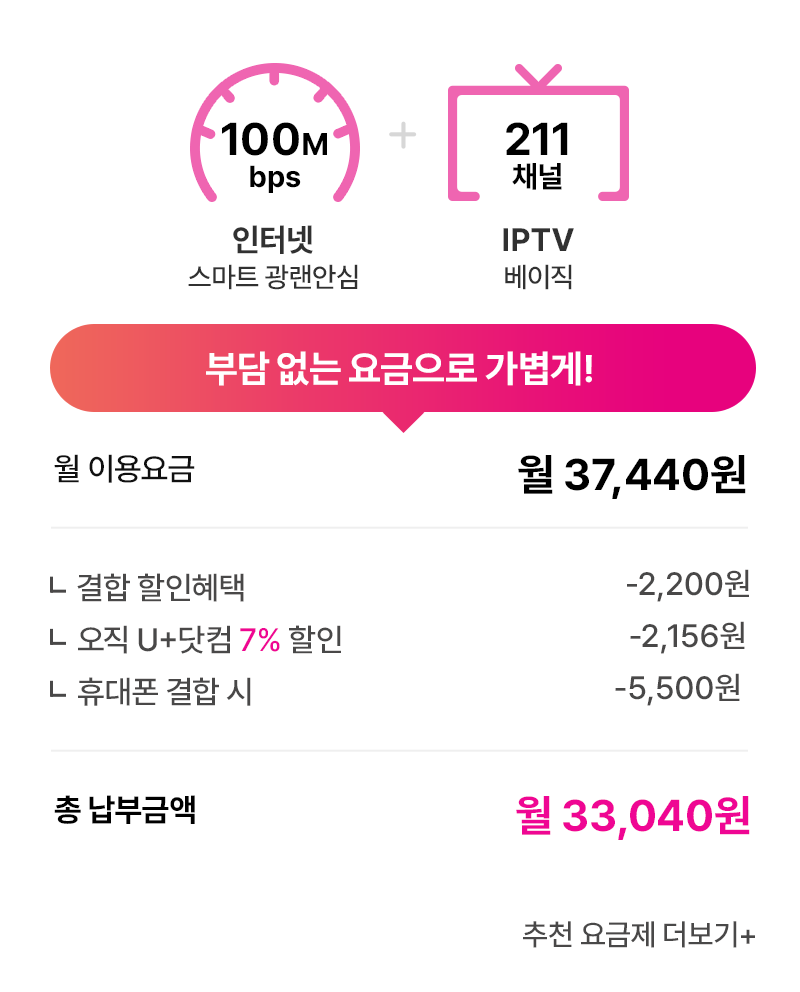 100M
bps
+
211
채널
인터넷
스마트 광랜안심
IPTV
베이직
부담 없는 요금으로 가볍게!
월 이용요금 월 37,440원
ㄴ 결합 할인혜택 -2,200원
ㄴ 오직 U+닷컴 7% 할인 -2,156원
ㄴ 휴대폰 결합 시 -5,500원
총 납부금액 월 33,040원
추천 요금제 더보기+